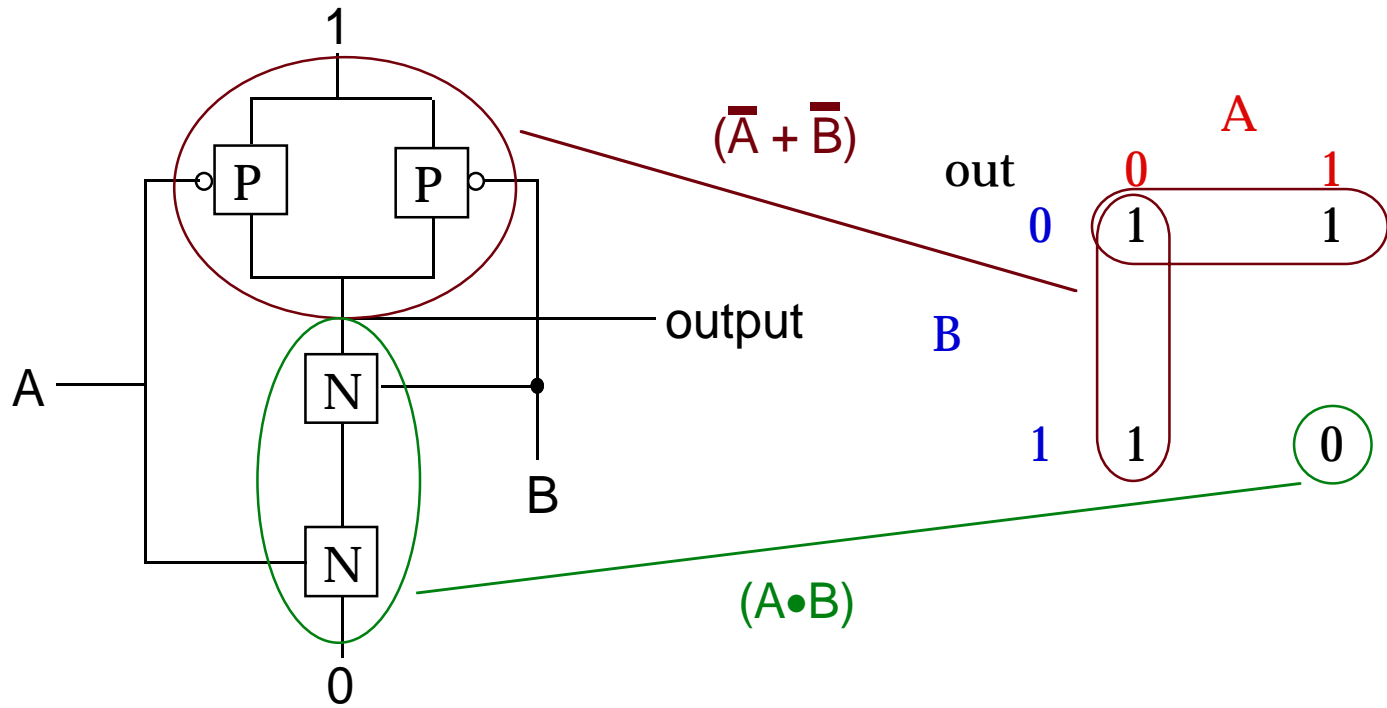 1
(A̅ + B̅)
A
out 0 1
P P
0 1 1
output
B
N
A
1 1 0
B
N
(A•B)
0